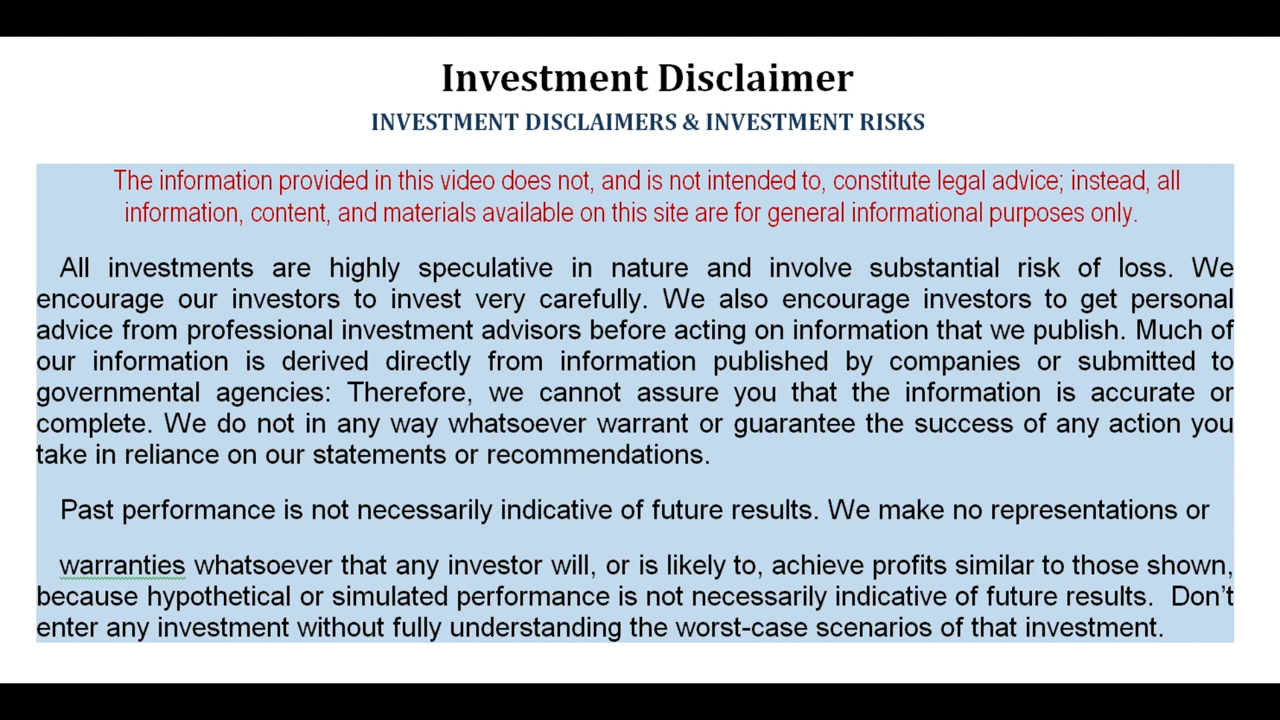 Investment Disclaimer
INVESTMENT DISCLAIMERS & INVESTMENT RISKS
The information provided in this video does not, and is not intended to, constitute legal advice; instead, all
information, content, and materials available on this site are for general informational purposes only.
All investments are highly speculative in nature and involve substantial risk of loss. We
encourage our investors to invest very carefully. We also encourage investors to get personal
advice from professional investment advisors before acting on information that we publish. Much of
our information is derived directly from information published by companies or submitted to
governmental agencies: Therefore, we cannot assure you that the information is accurate or
complete. We do not in any way whatsoever warrant or guarantee the success of any action you
take in reliance on our statements or recommendations.
Past performance is not necessarily indicative of future results. We make no representations or
warranties whatsoever that any investor will, or is likely to, achieve profits similar to those shown,
because hypothetical or simulated performance is not necessarily indicative of future results.  Don’t
enter any investment without fully understanding the worst-case scenarios of that investment.